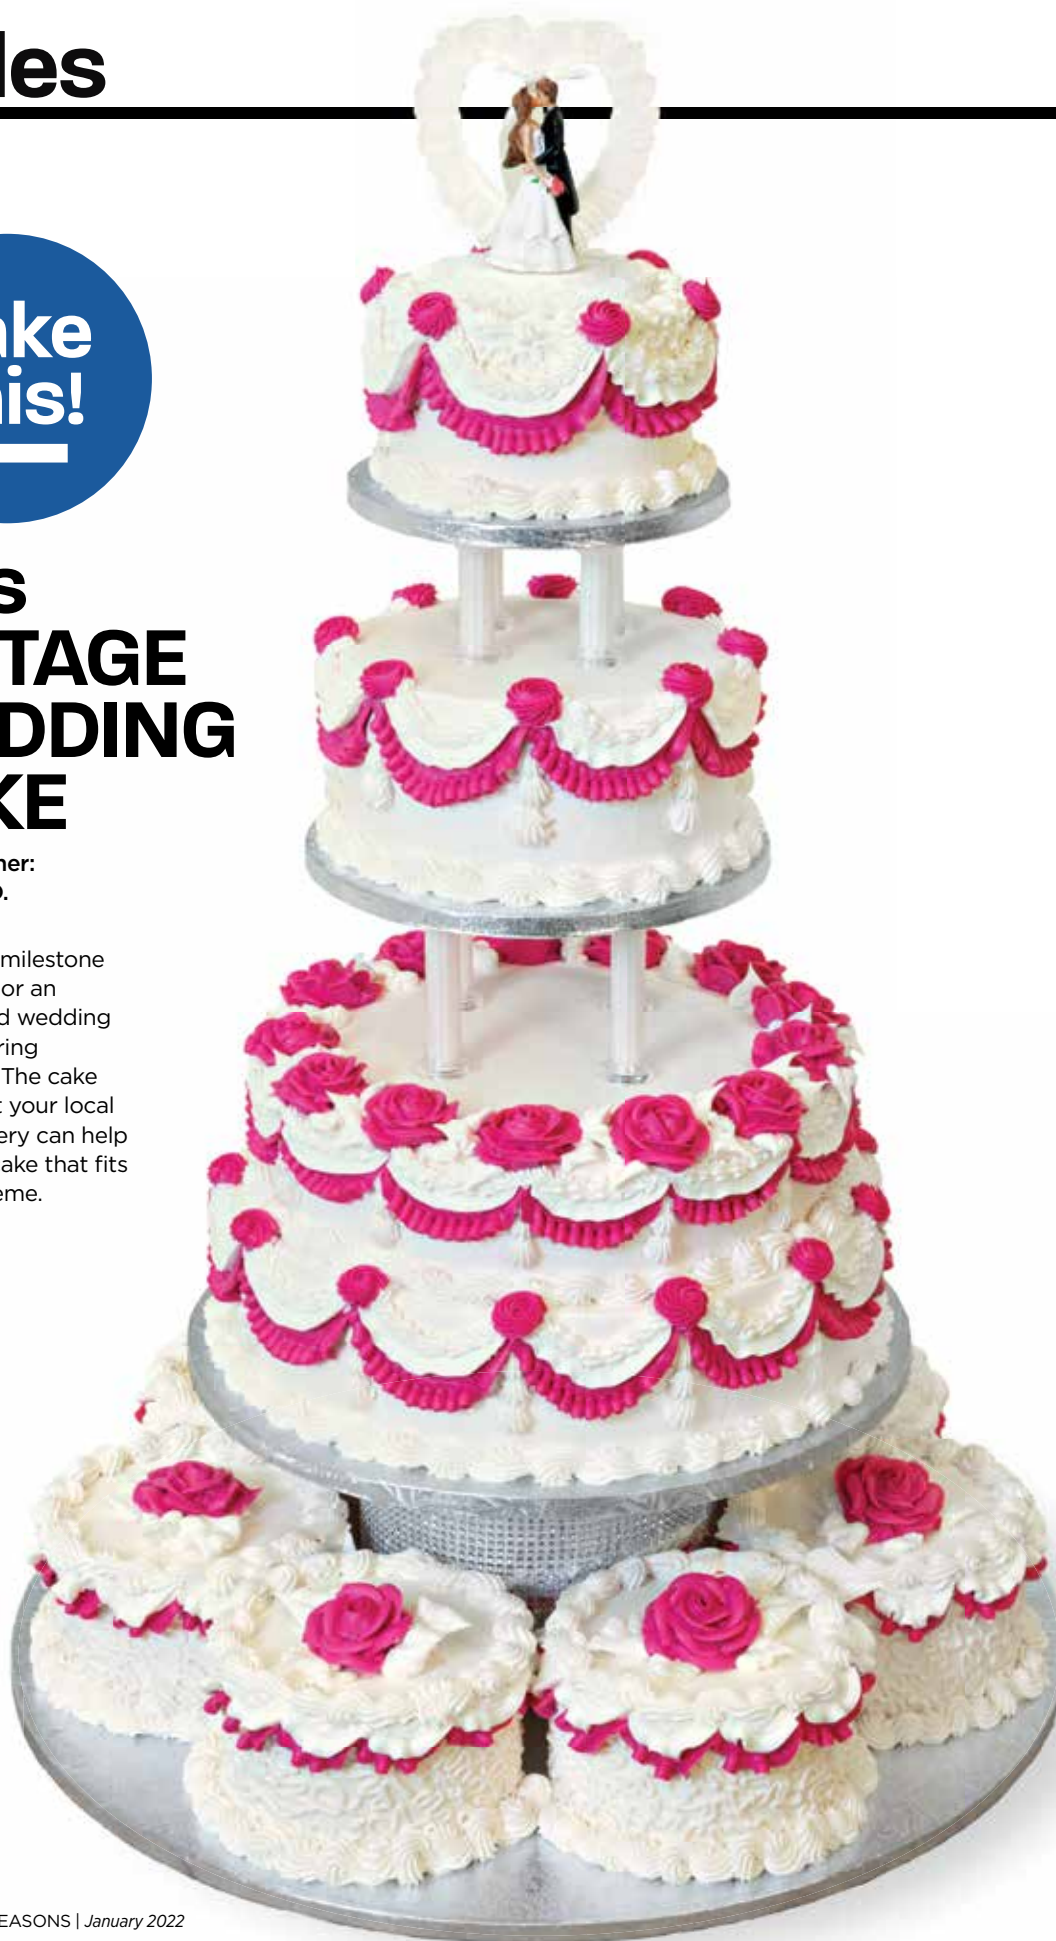 les
ake
his!
s
TAGE
DDING
KE
ner:
milestone
or an
d wedding
ring
The cake
t your local
ery can help
ake that fits
eme.
EASONS | January 2022